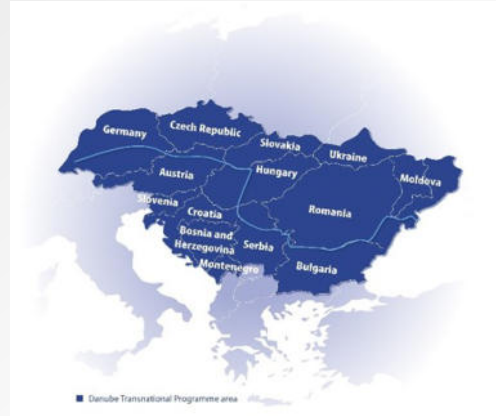 Germany
Czech Republic
Slovakia
Ukraine
Austria
Hungary
Moldova
Slovenia
Croatia
Romania
Bosnia and
Herzegovina
Serbia
Montenegro
Bulgaria
Danube Transnational Programme area